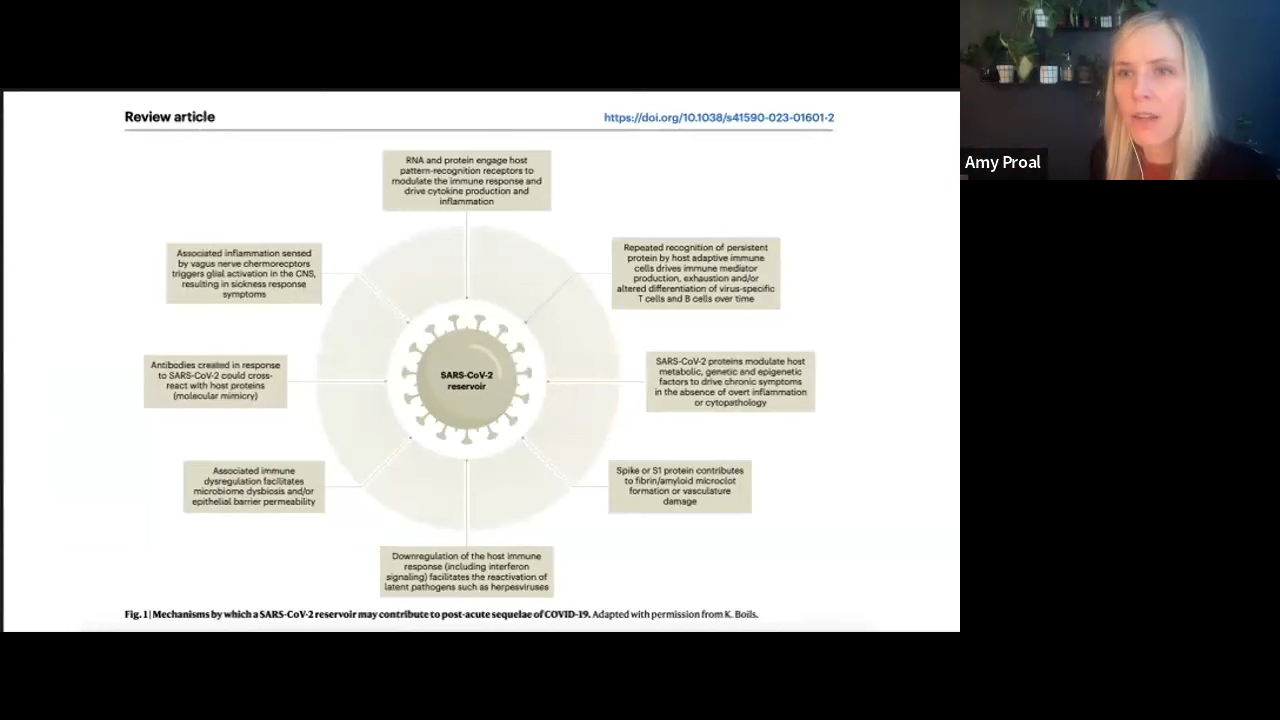 Review article
https://doi.org/10.1038/s41590-023-01601-2
RNA and protein engage host
pattern-recognition receptors to
modulate the immune response and
drive cytokine production and
inflammation
Associated inflammation sensed
by vagus nerve chemoreceptors
triggers glial activation in the CNS,
resulting in sickness response
symptoms
Repeated recognition of persistent
protein by host adaptive immune
cells drives immune mediator
production, exhaustion and/or
altered differentiation of virus-specific
T cells and B cells over time
Antibodies created in response
to SARS-CoV-2 could cross-
react with host proteins
(molecular mimicry)
SARS-CoV-2
reservoir
SARS-CoV-2 proteins modulate host
metabolic, genetic and epigenetic
factors to drive chronic symptoms
in the absence of overt inflammation
or cytopathology
Associated immune
dysregulation facilitates
microbiome dysbiosis and/or
epithelial barrier permeability
Spike or S1 protein contributes
to fibrin/amyloid microclot
formation or vasculature
damage
Downregulation of the host immune
response (including interferon
signaling) facilitates the reactivation of
latent pathogens such as herpesviruses
Fig. 1 | Mechanisms by which a SARS-CoV-2 reservoir may contribute to post-acute sequelae of COVID-19. Adapted with permission from K. Boils.
Amy Proal